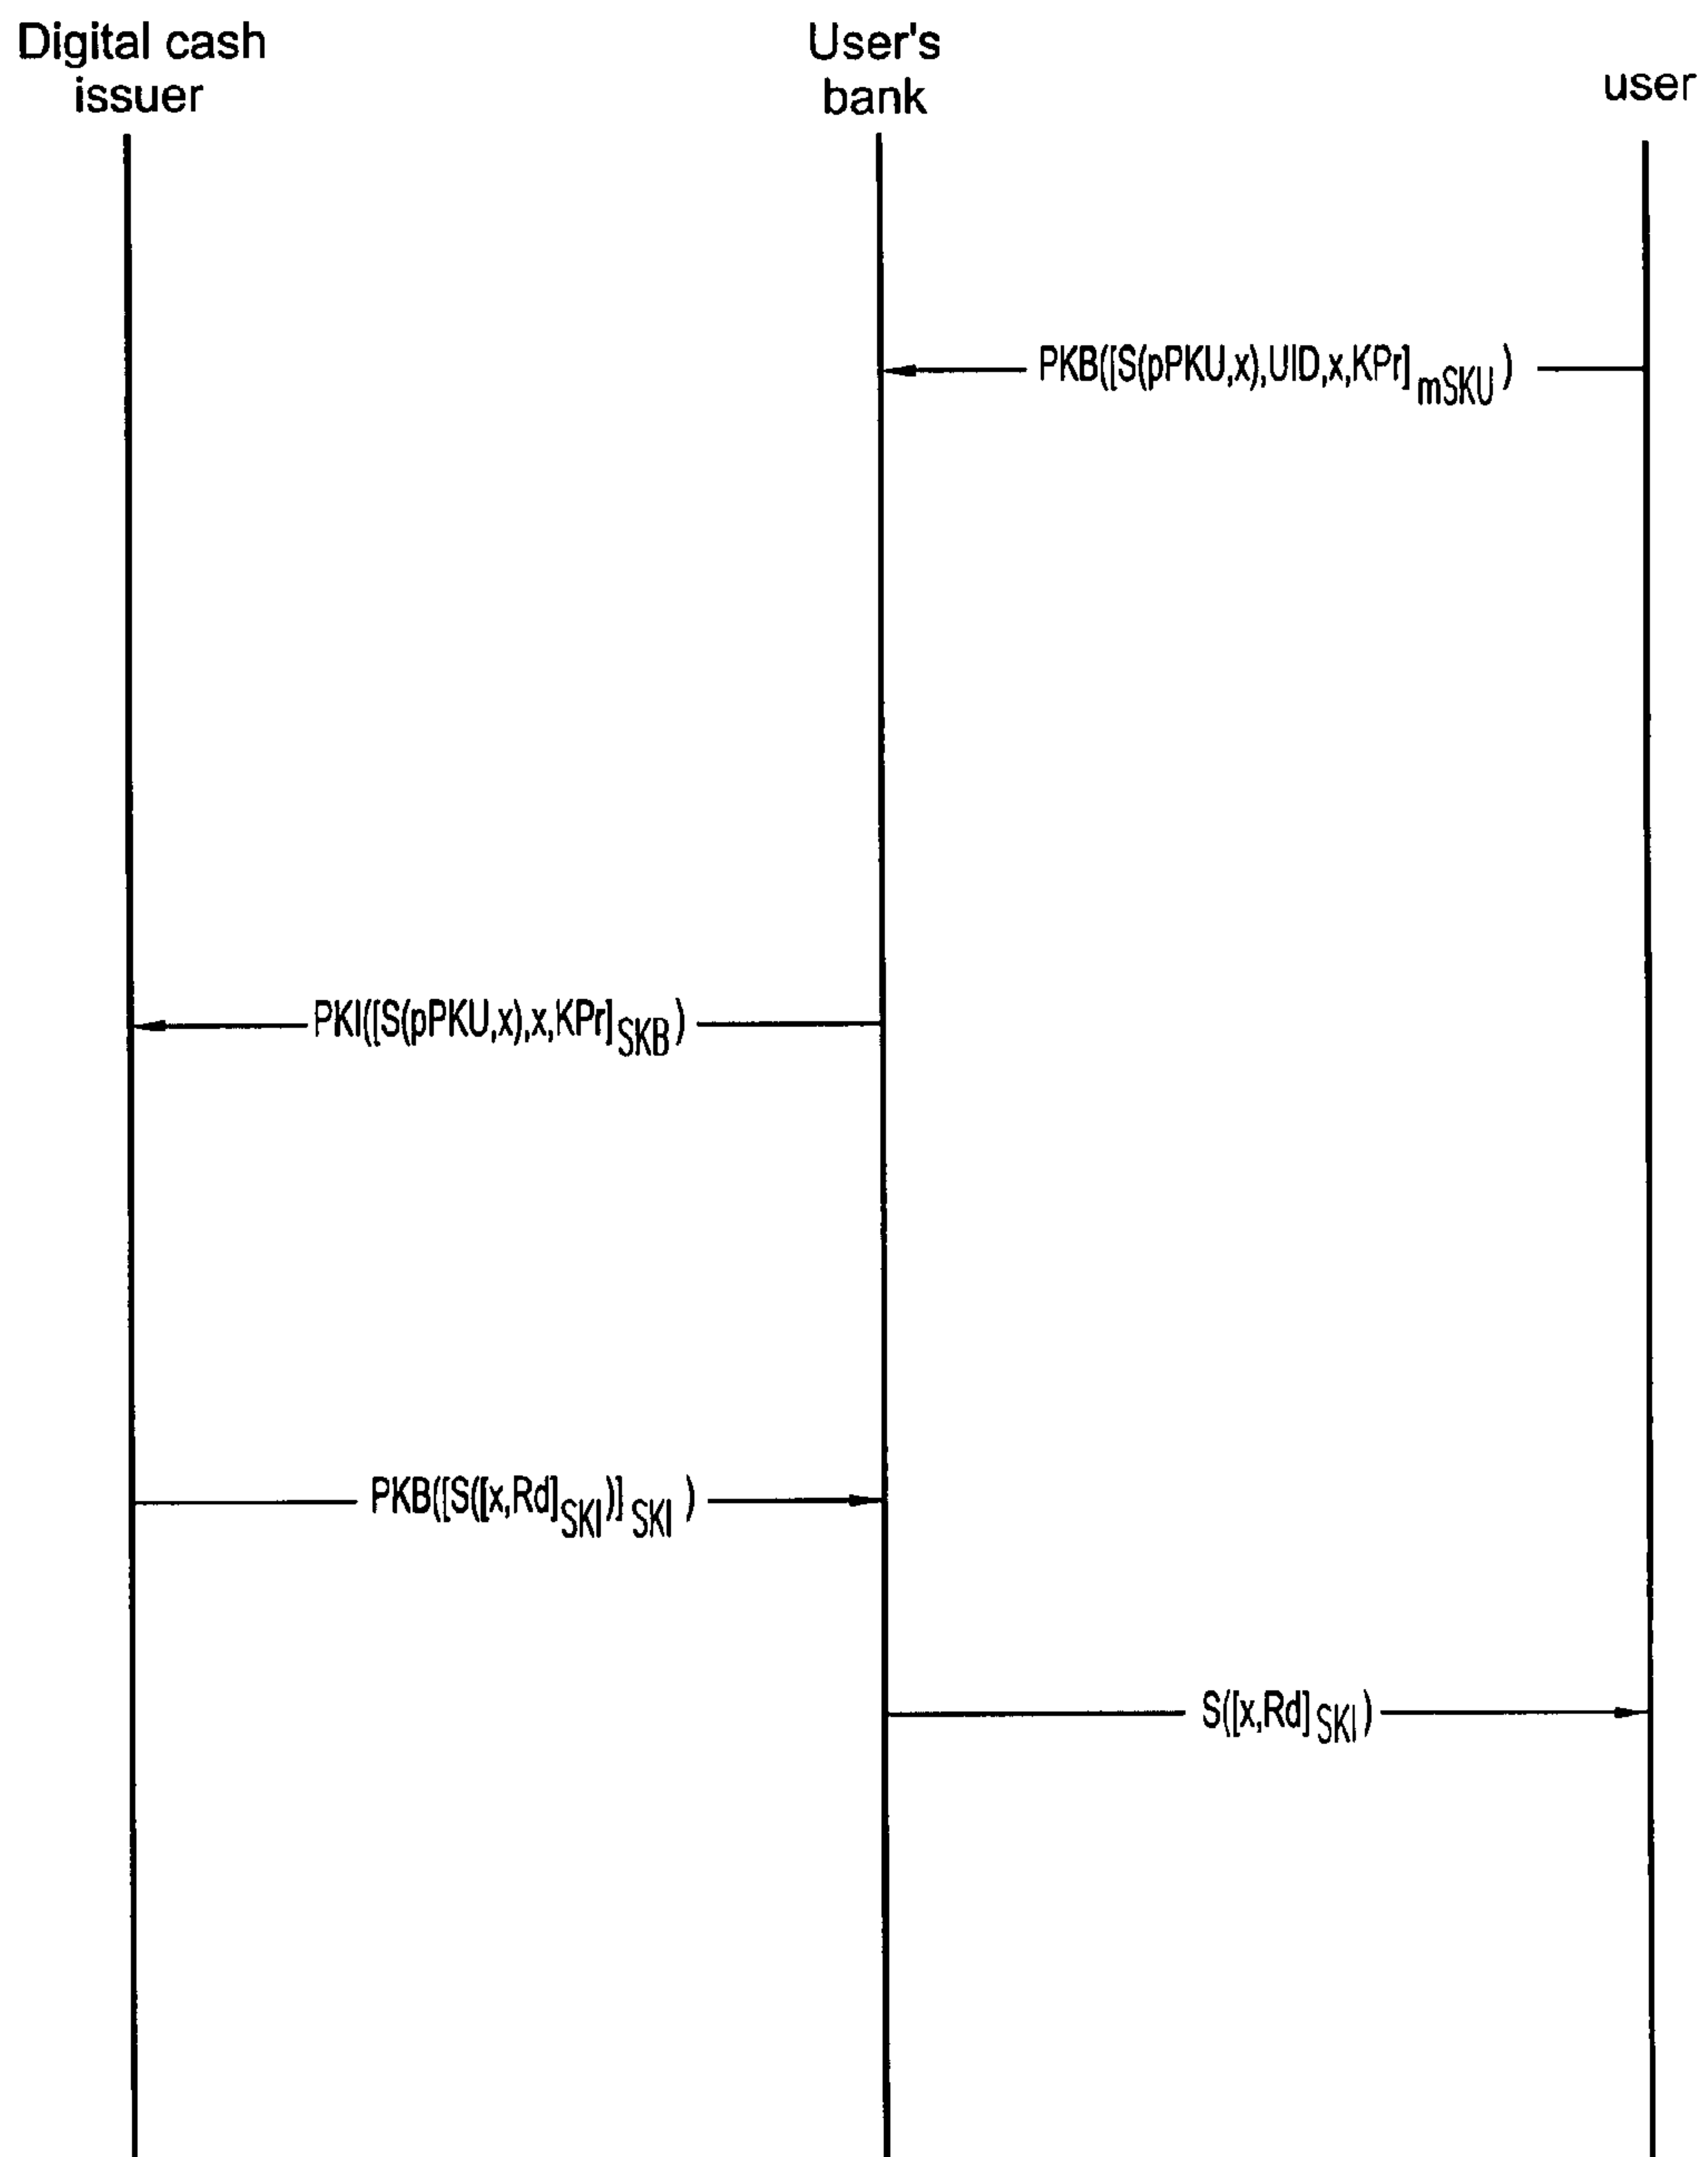 Digital cash
issuer
User's
bank
user
PKB([S(pPKU,x),UID,x,KPr]mSKU)
PKI([S(pPKU,x),x,KPr]SKB)
PKB([S([x,Rd]SKI)]SKI)
S([x,Rd]SKI)